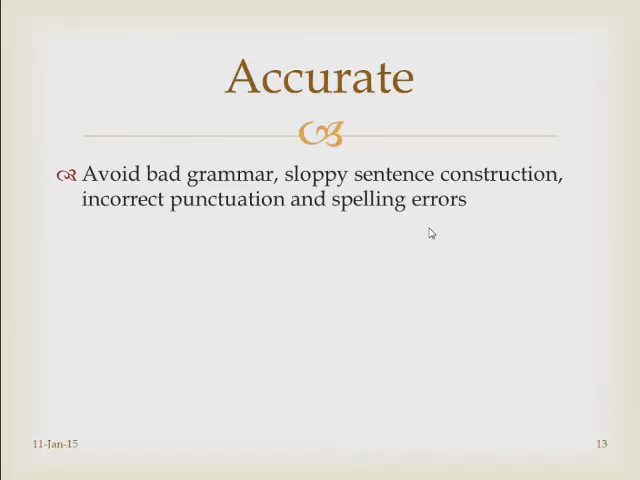 Accurate
Avoid bad grammar, sloppy sentence construction,
incorrect punctuation and spelling errors
11-Jan-15
13